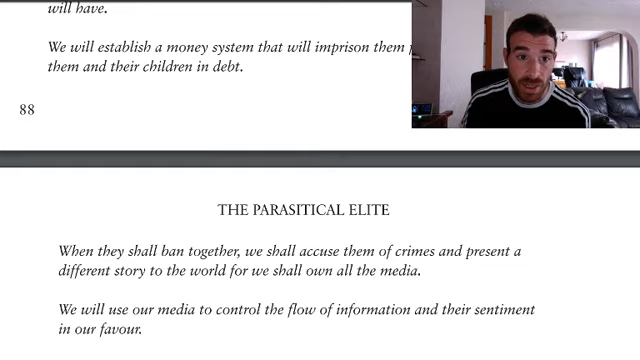 will have.
We will establish a money system that will imprison them
them and their children in debt.
88
THE PARASITICAL ELITE
When they shall ban together, we shall accuse them of crimes and present a
different story to the world for we shall own all the media.
We will use our media to control the flow of information and their sentiment
in our favour.